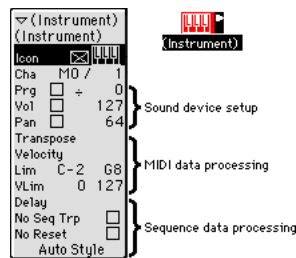 ▽(Instrument)
(Instrument)
Icon
Cha M0 / 1
Prg ÷ 0
Vol 127
Pan 64
Transpose
Velocity
Lim C-2 G8
VLim 0 127
Delay
No Seq Trp
No Reset
Auto Style
(Instrument)
Sound device setup
MIDI data processing
Sequence data processing